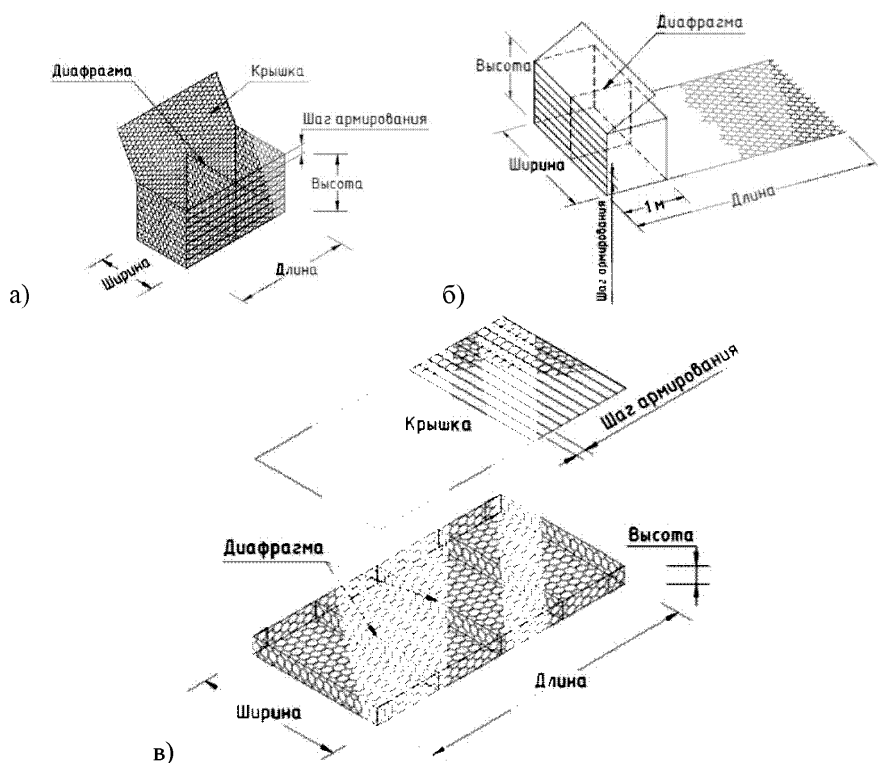 Диафрагма
Крышка
Шаг армирования
Высота
Ширина
Длина
а)
Диафрагма
Высота
Ширина
1 м
Длина
Шаг армирования
б)
Крышка
Шаг армирования
Диафрагма
Высота
Ширина
Длина
в)